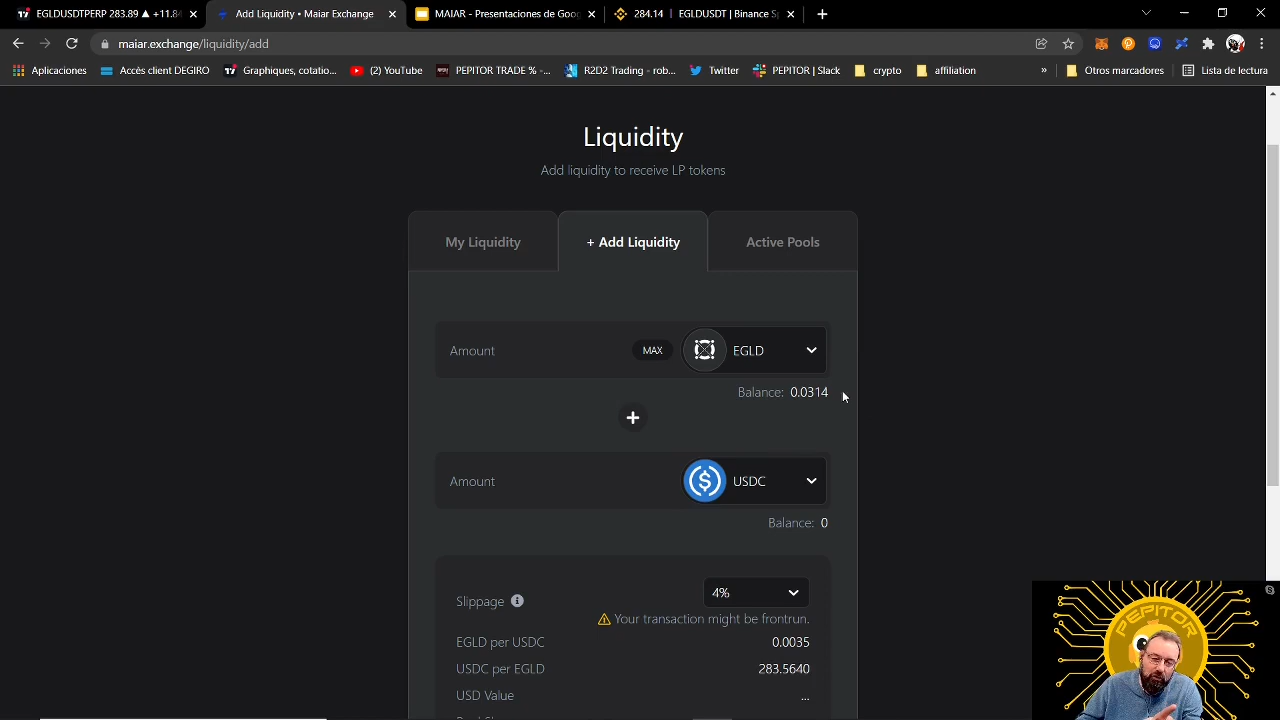 EGLDUSDTPERP 283.89 ▲ +11.84
Add Liquidity • Maiar Exchange
MAIAR - Presentaciones de Goog
284.14 | EGLDUSDT | Binance Sp
maiar.exchange/liquidity/add
Aplicaciones
Accès client DEGIRO
Graphiques, cotatio...
(2) YouTube
PEPITOR TRADE % -...
R2D2 Trading - rob...
Twitter
PEPITOR | Slack
crypto
affiliation
»
Otros marcadores
Lista de lectura
Liquidity
Add liquidity to receive LP tokens
My Liquidity
+ Add Liquidity
Active Pools
Amount
MAX
EGLD
Balance: 0.0314
+
Amount
USDC
Balance: 0
Slippage
4%
Your transaction might be frontrun.
EGLD per USDC 0.0035
USDC per EGLD 283.5640
USD Value ...
PEPITOR